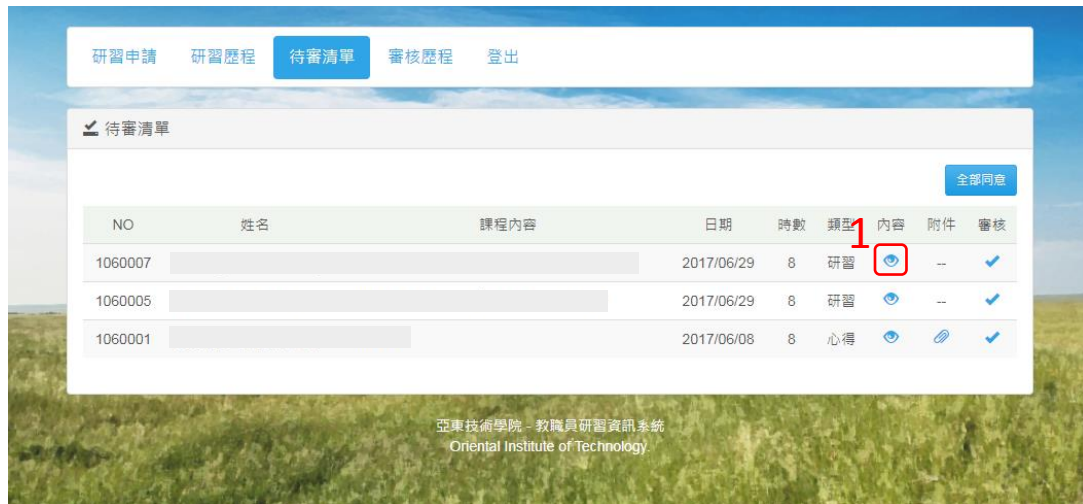 研習申請 研習歷程 待審清單 審核歷程 登出
待審清單
全部同意
NO 姓名 課程內容 日期 時數 類型 內容 附件 審核
1
1060007 2017/06/29 8 研習 --
1060005 2017/06/29 8 研習 --
1060001 2017/06/08 8 心得
亞東技術學院 - 教職員研習資訊系統
Oriental Institute of Technology.